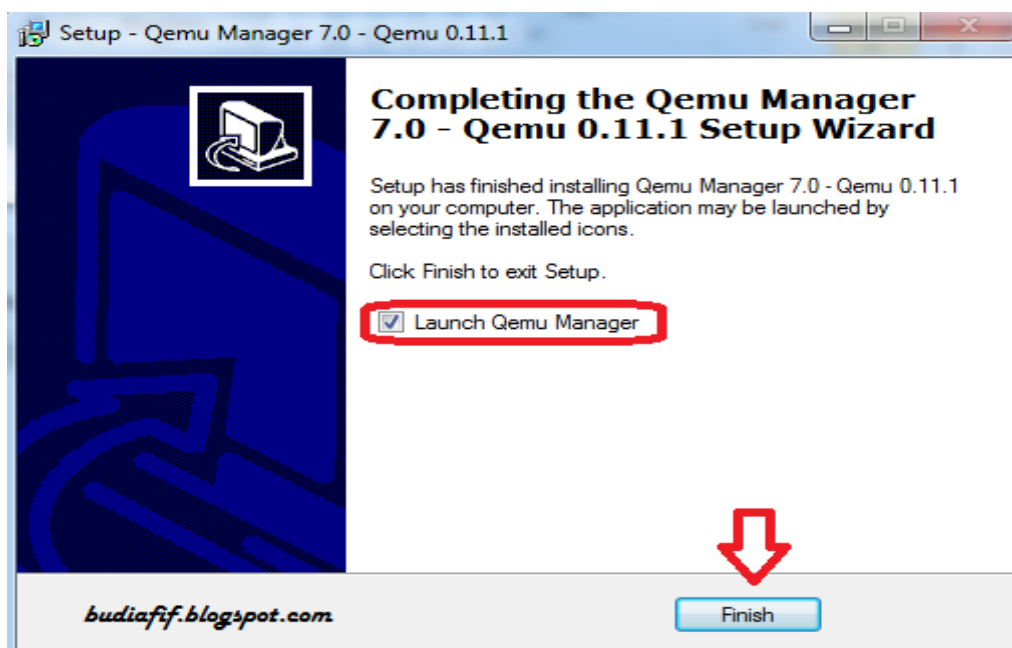 Setup - Qemu Manager 7.0 - Qemu 0.11.1
Completing the Qemu Manager
7.0 - Qemu 0.11.1 Setup Wizard
Setup has finished installing Qemu Manager 7.0 - Qemu 0.11.1
on your computer. The application may be launched by
selecting the installed icons.
Click Finish to exit Setup.
Launch Qemu Manager
budiafif.blogspot.com
Finish